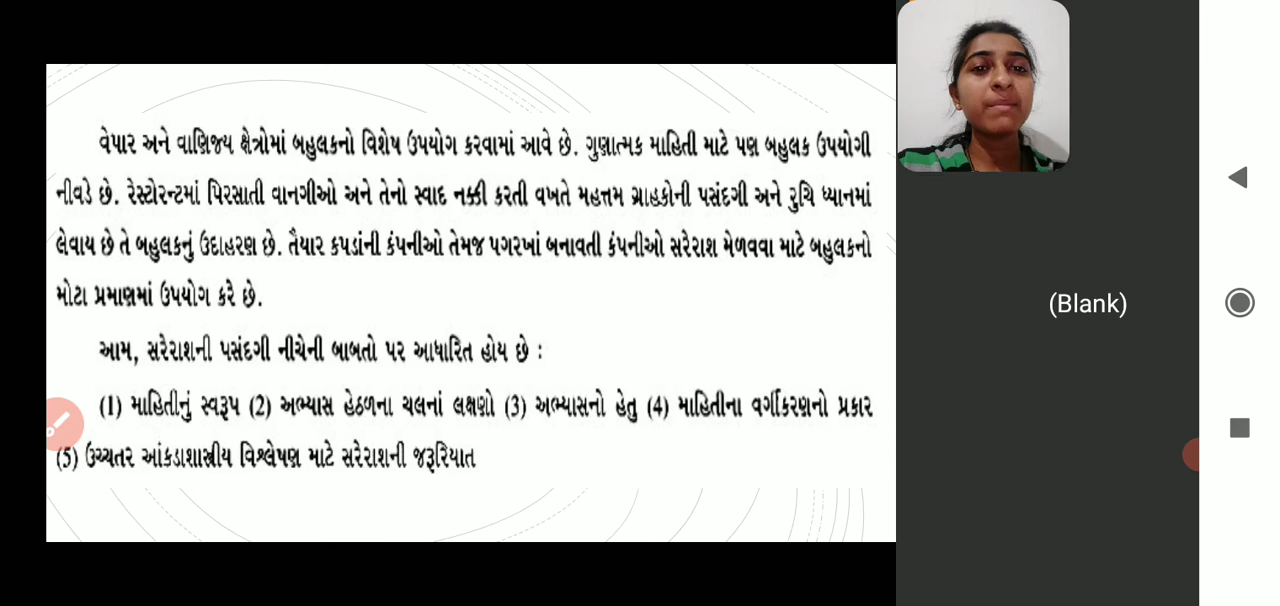 વેપાર અને વાણિજ્ય ક્ષેત્રોમાં બહુલકનો વિશેષ ઉપયોગ કરવામાં આવે છે. ગુણાત્મક માહિતી માટે પણ બહુલક ઉપયોગી
નીવડે છે. રેસ્ટોરન્ટમાં પિરસાતી વાનગીઓ અને તેનો સ્વાદ નક્કી કરતી વખતે મહત્તમ ગ્રાહકોની પસંદગી અને રુચિ ધ્યાનમાં
લેવાય છે તે બહુલકનું ઉદાહરણ છે. તૈયાર કપડાંની કંપનીઓ તેમજ પગરખાં બનાવતી કંપનીઓ સરેરાશ મેળવવા માટે બહુલકનો
મોટા પ્રમાણમાં ઉપયોગ કરે છે.
આમ, સરેરાશની પસંદગી નીચેની બાબતો પર આધારિત હોય છે :
(1) માહિતીનું સ્વરૂપ (2) અભ્યાસ હેઠળના ચલનાં લક્ષણો (3) અભ્યાસનો હેતુ (4) માહિતીના વર્ગીકરણનો પ્રકાર
(5) ઉચ્ચતર આંકડાશાસ્ત્રીય વિશ્લેષણ માટે સરેરાશની જરૂરિયાત
(Blank)